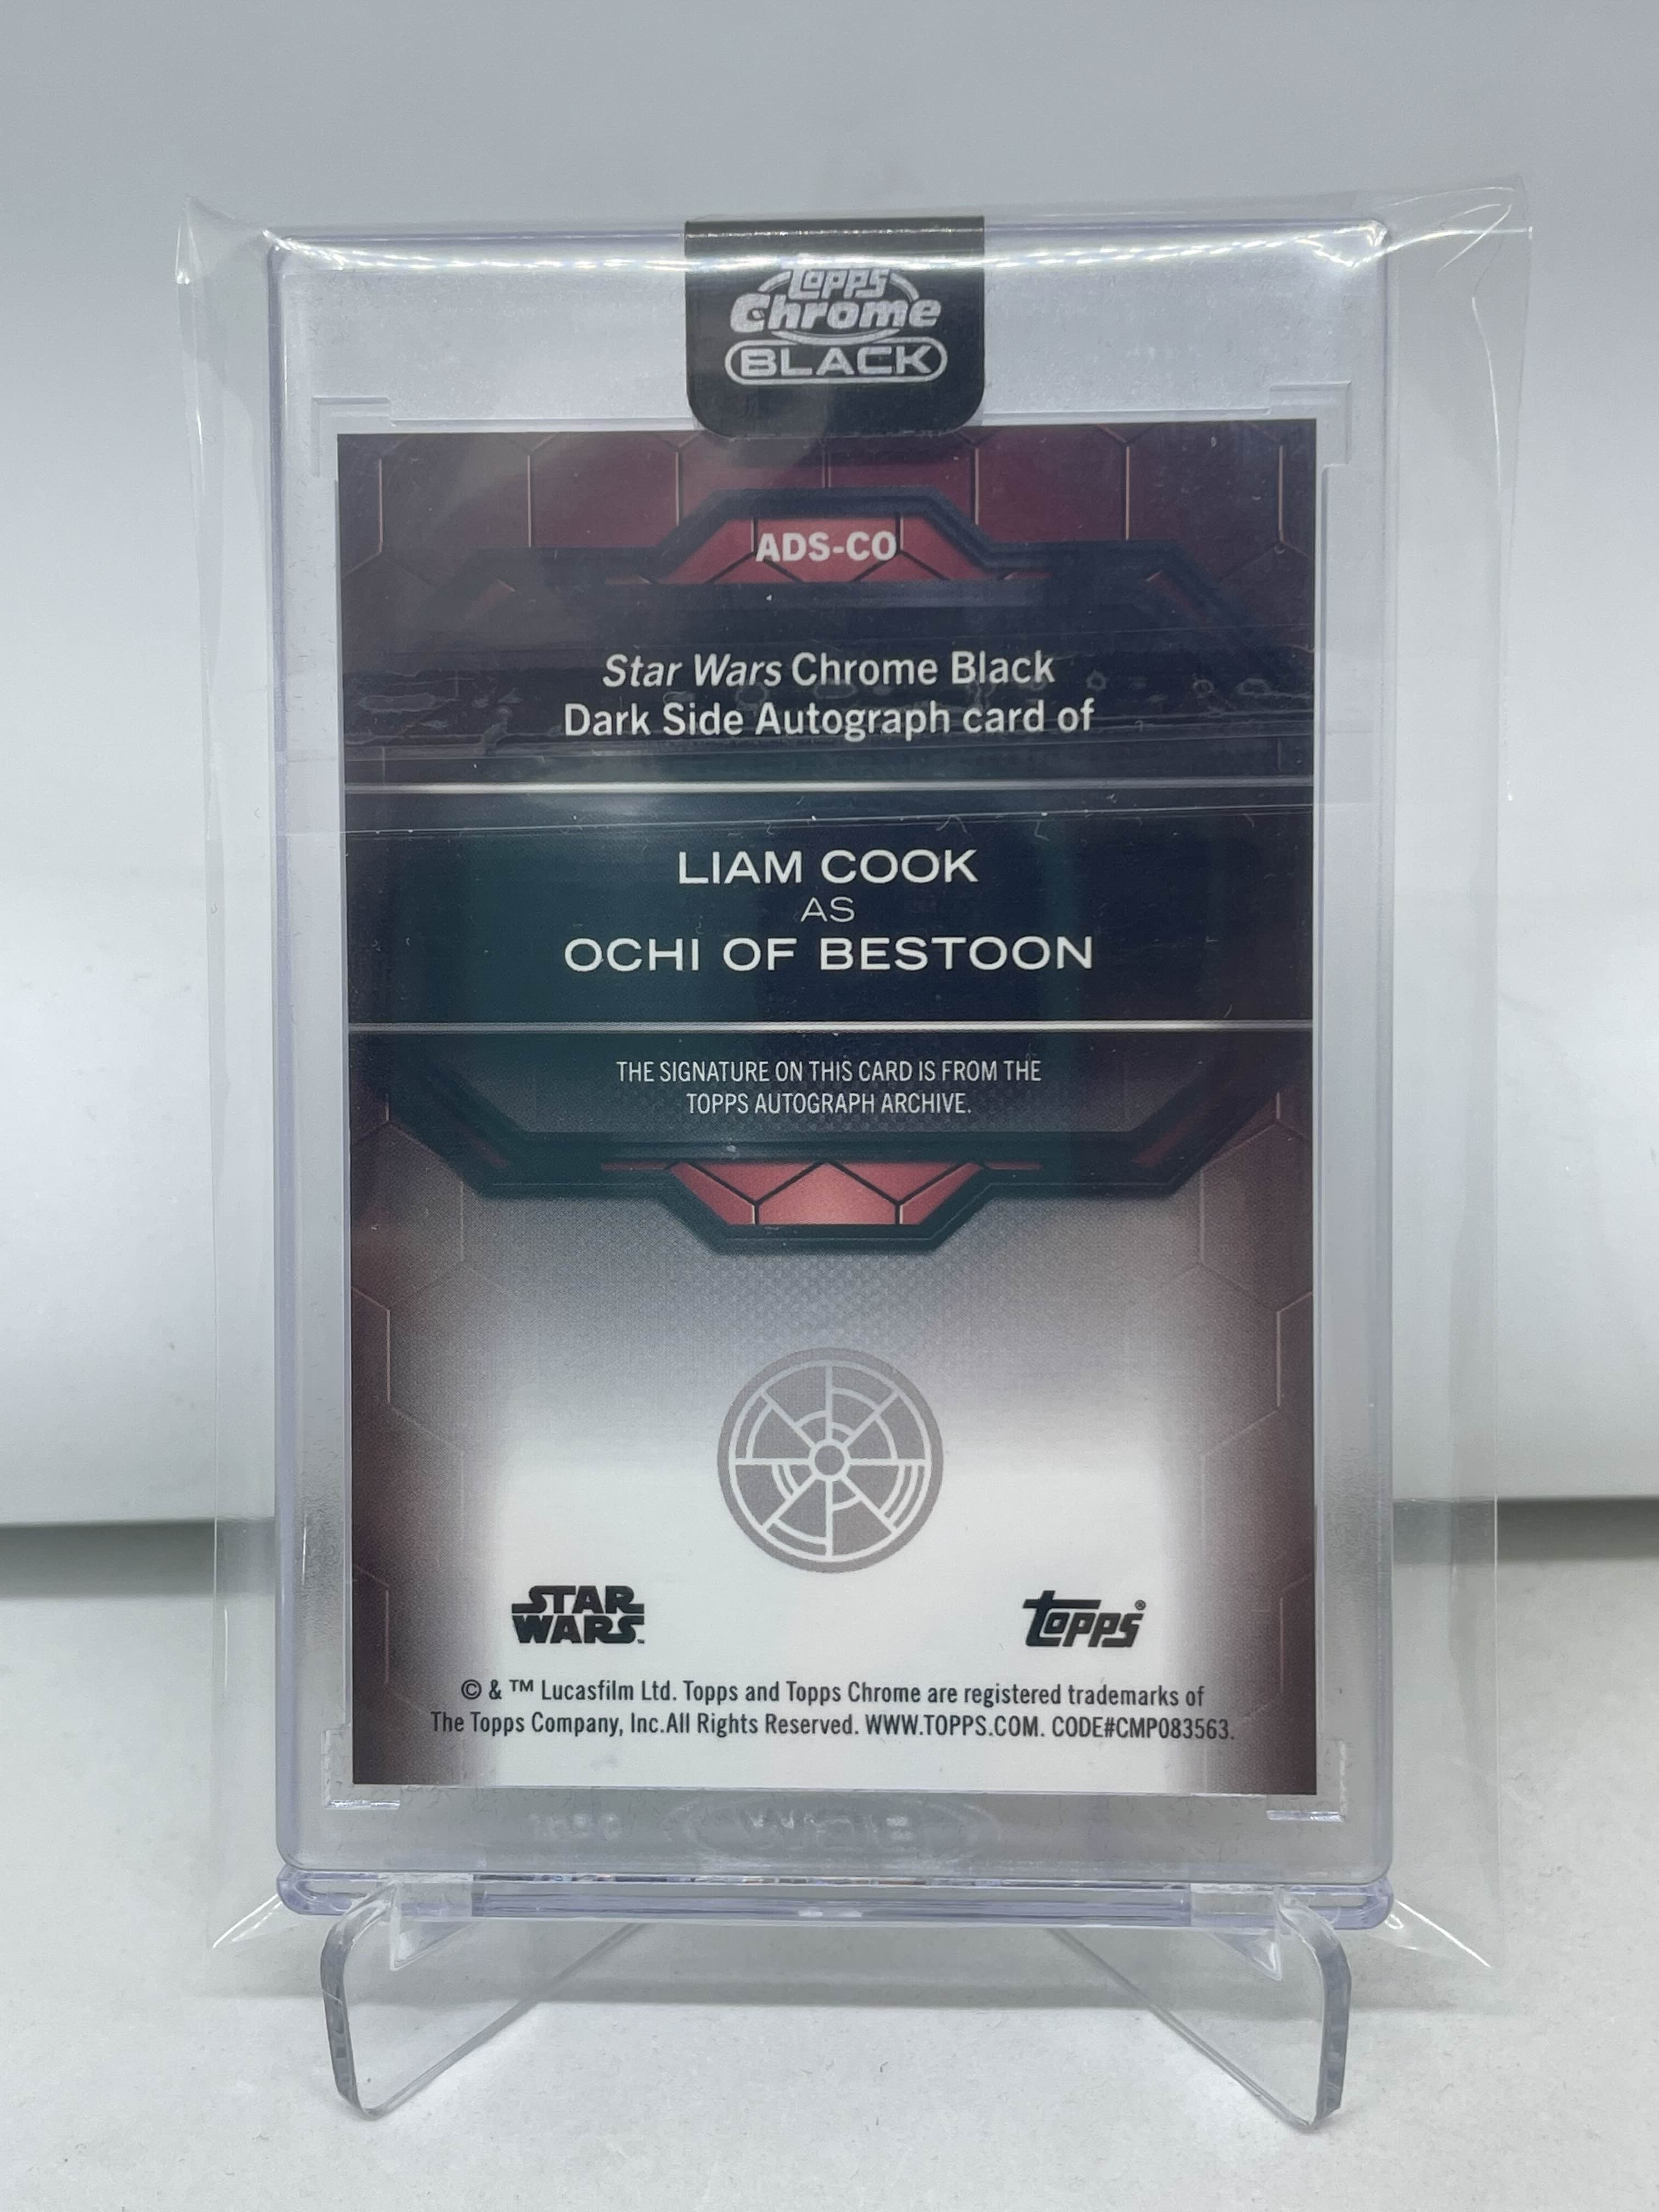 Topps
Chrome
BLACK
ADS-CO
Star Wars Chrome Black
Dark Side Autograph card of
LIAM COOK
AS
OCHI OF BESTOON
THE SIGNATURE ON THIS CARD IS FROM THE
TOPPS AUTOGRAPH ARCHIVE.
STAR
WARS™
topps®
© & ™ Lucasfilm Ltd. Topps and Topps Chrome are registered trademarks of
The Topps Company, Inc.All Rights Reserved. WWW.TOPPS.COM. CODE#CMP083563.